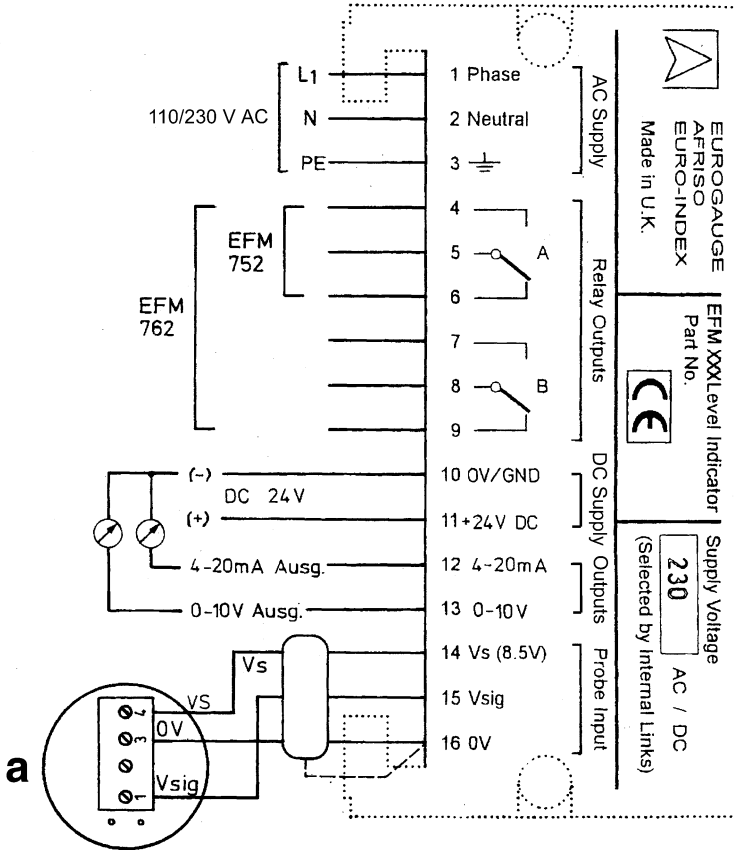 110/230 V AC
L1
N
PE
EFM
752
EFM
762
(-)
DC 24V
(+)
4-20mA Ausg.
0-10V Ausg.
Vs
VS
0V
Vsig
4
3
1
a
1 Phase
2 Neutral
3
4
5
A
6
7
8
B
9
10 0V/GND
11+24V DC
12 4-20mA
13 0-10V
14 Vs (8.5V)
15 Vsig
16 0V
AC Supply
Relay Outputs
DC Supply
Outputs
Probe Input
EUROGAUGE
AFRISO
EURO-INDEX
Made in U.K.
EFM XXX Level Indicator
Part No.
CE
Supply Voltage
230
AC / DC
(Selected by Internal Links)